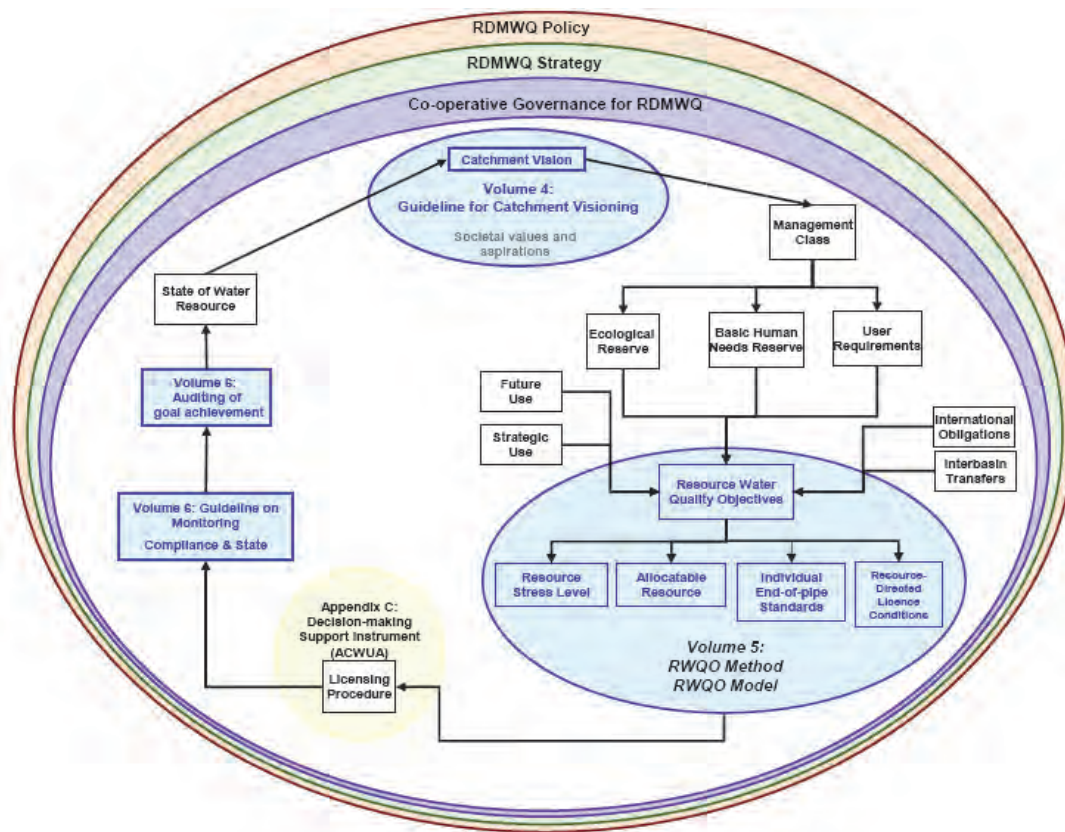 RDMWQ Policy
RDMWQ Strategy
Co-operative Governance for RDMWQ
Catchment Vision
Volume 4:
Guideline for Catchment Visioning
Societal values and
aspirations
Management
Class
State of Water
Resource
Ecological
Reserve
Basic Human
Needs Reserve
User
Requirements
Volume 6:
Auditing of
goal achievement
Future
Use
Strategic
Use
International
Obligations
Interbasin
Transfers
Resource Water
Quality Objectives
Volume 6: Guideline on
Monitoring
Compliance & State
Resource
Stress Level
Allocatable
Resource
Individual
End-of-pipe
Standards
Resource-
Directed
Licence
Conditions
Appendix C:
Decision-making
Support Instrument
(ACWUA)
Licensing
Procedure
Volume 5:
RWQO Method
RWQO Model